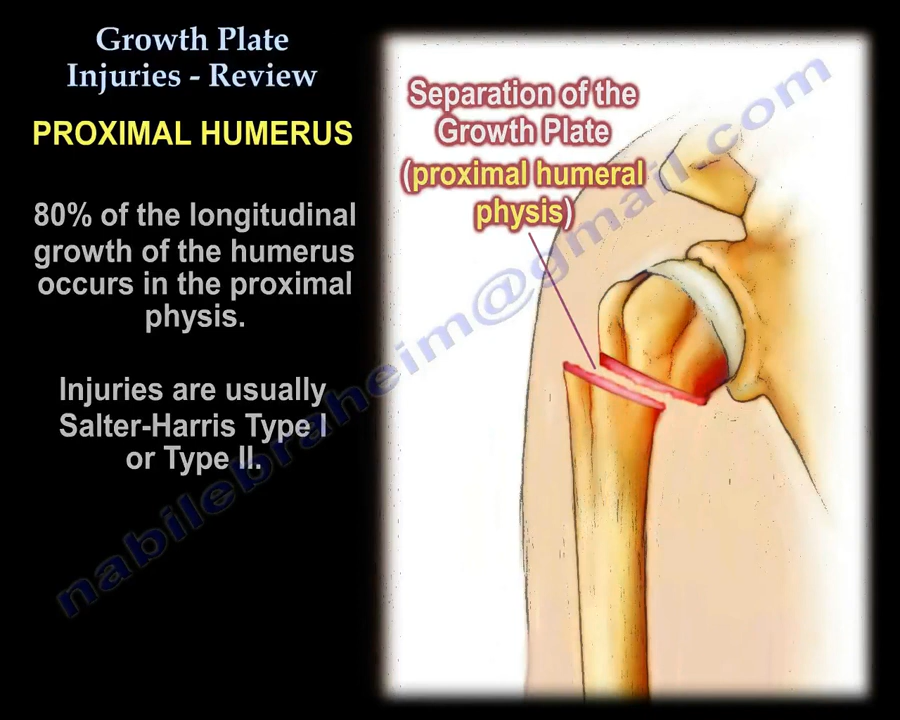 Growth Plate
Injuries - Review
PROXIMAL HUMERUS
80% of the longitudinal
growth of the humerus
occurs in the proximal
physis.
Injuries are usually
Salter-Harris Type I
or Type II.
Separation of the
Growth Plate
(proximal humeral
physis)
nabilebraheim@gmail.com